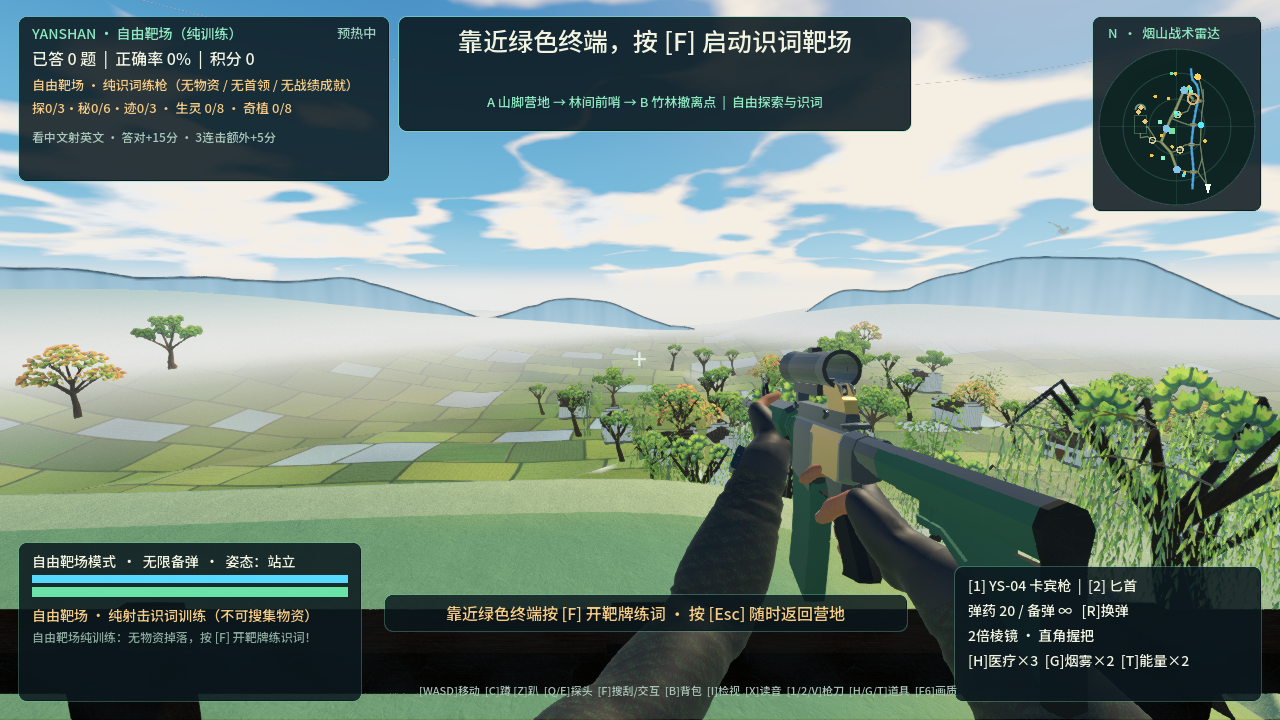 YANSHAN · 自由靶场（纯训练）
预热中
已答 0 题 | 正确率 0% | 积分 0
自由靶场 · 纯识词练枪（无物资 / 无首领 / 无战绩成就）
探0/3 · 秘0/6 · 迹0/3 · 生灵 0/8 · 奇植 0/8
看中文射英文 · 答对+15分 · 3连击额外+5分
靠近绿色终端，按 [F] 启动识词靶场
A 山脚营地 → 林间前哨 → B 竹林撤离点 | 自由探索与识词
N · 烟山战术雷达
自由靶场模式 · 无限备弹 · 姿态：站立
自由靶场 · 纯射击识词训练（不可搜集物资）
自由靶场纯训练：无物资掉落，按 [F] 开靶牌练识词！
靠近绿色终端按 [F] 开靶牌练词 · 按 [Esc] 随时返回营地
[1] YS-04 卡宾枪 | [2] 匕首
弹药 20 / 备弹 ∞ [R]换弹
2倍棱镜 · 直角握把
[H]医疗×3 [G]烟雾×2 [T]能量×2
[WASD]移动 [C]蹲 [Z]趴 [Q/E]探头 [F]搜刮/交互 [B]背包 [I]检视 [X]读音 [1/2/V]枪刀 [H/G/T]道具 [F6]画质